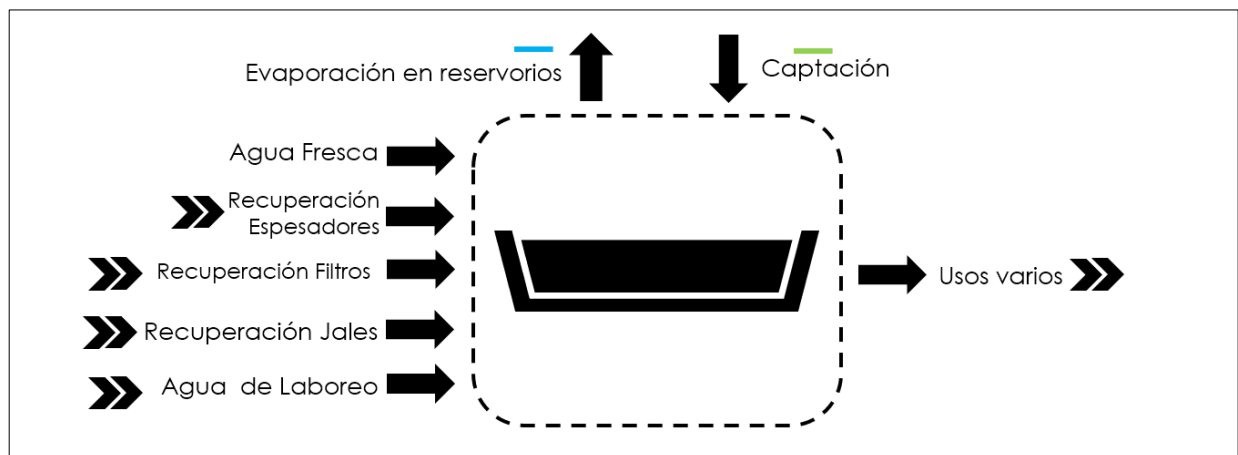 Evaporación en reservorios
Captación
Agua Fresca
Recuperación
Espesadores
Recuperación Filtros
Recuperación Jales
Agua de Laboreo
Usos varios